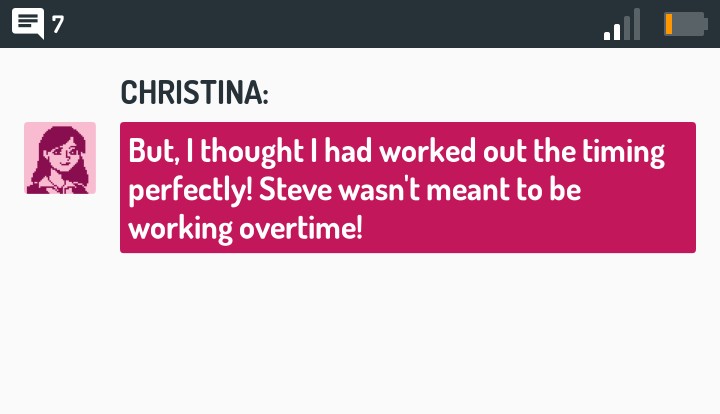 7
CHRISTINA:
But, I thought I had worked out the timing
perfectly! Steve wasn't meant to be
working overtime!